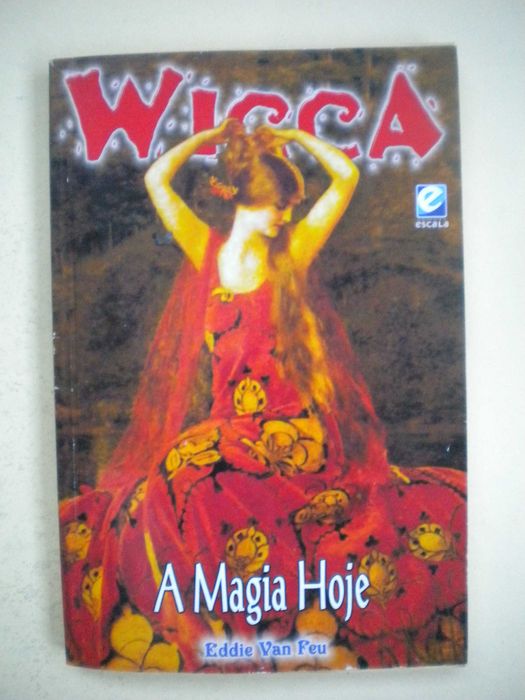 WICCA
escala
A Magia Hoje
Eddie Van Feu